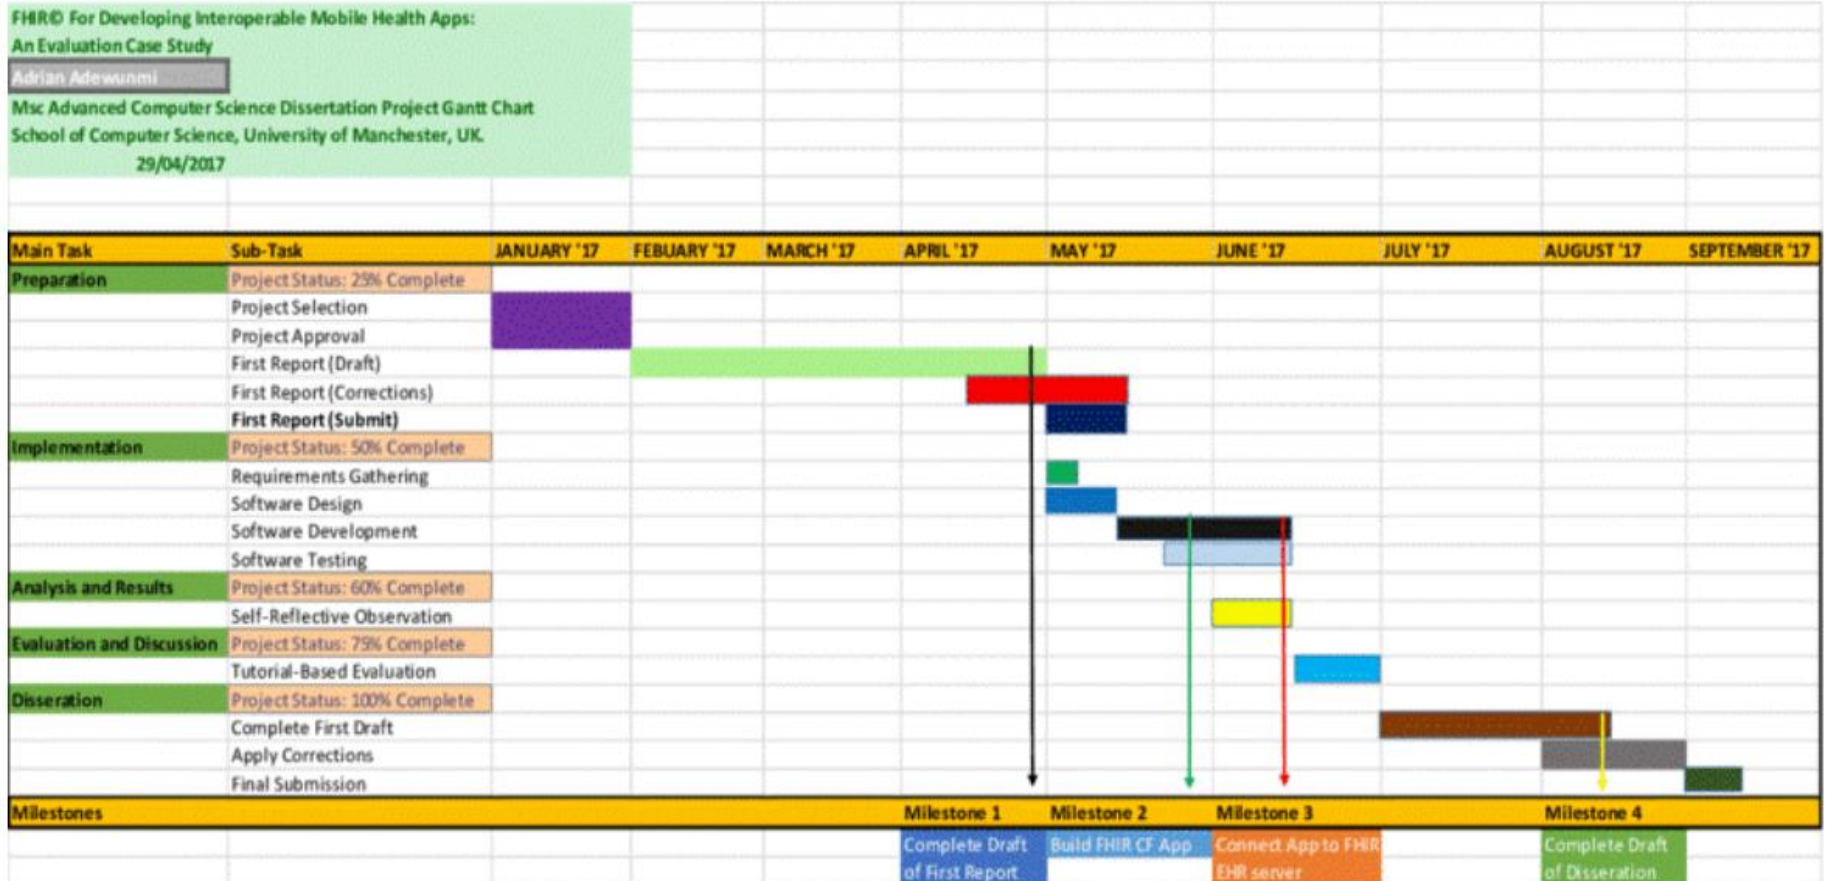 FHIR© For Developing Interoperable Mobile Health Apps:
An Evaluation Case Study
Adrian Adewunmi
Msc Advanced Computer Science Dissertation Project Gantt Chart
School of Computer Science, University of Manchester, UK.
29/04/2017
Main Task Sub-Task JANUARY '17 FEBUARY '17 MARCH '17 APRIL '17 MAY '17 JUNE '17 JULY '17 AUGUST '17 SEPTEMBER '17
Preparation Project Status: 25% Complete
Project Selection
Project Approval
First Report (Draft)
First Report (Corrections)
First Report (Submit)
Implementation Project Status: 50% Complete
Requirements Gathering
Software Design
Software Development
Software Testing
Analysis and Results Project Status: 60% Complete
Self-Reflective Observation
Evaluation and Discussion Project Status: 75% Complete
Tutorial-Based Evaluation
Disseration Project Status: 100% Complete
Complete First Draft
Apply Corrections
Final Submission
Milestones Milestone 1 Milestone 2 Milestone 3 Milestone 4
Complete Draft Build FHIR CF App Connect App to FHIR Complete Draft
of First Report EHR server of Disseration